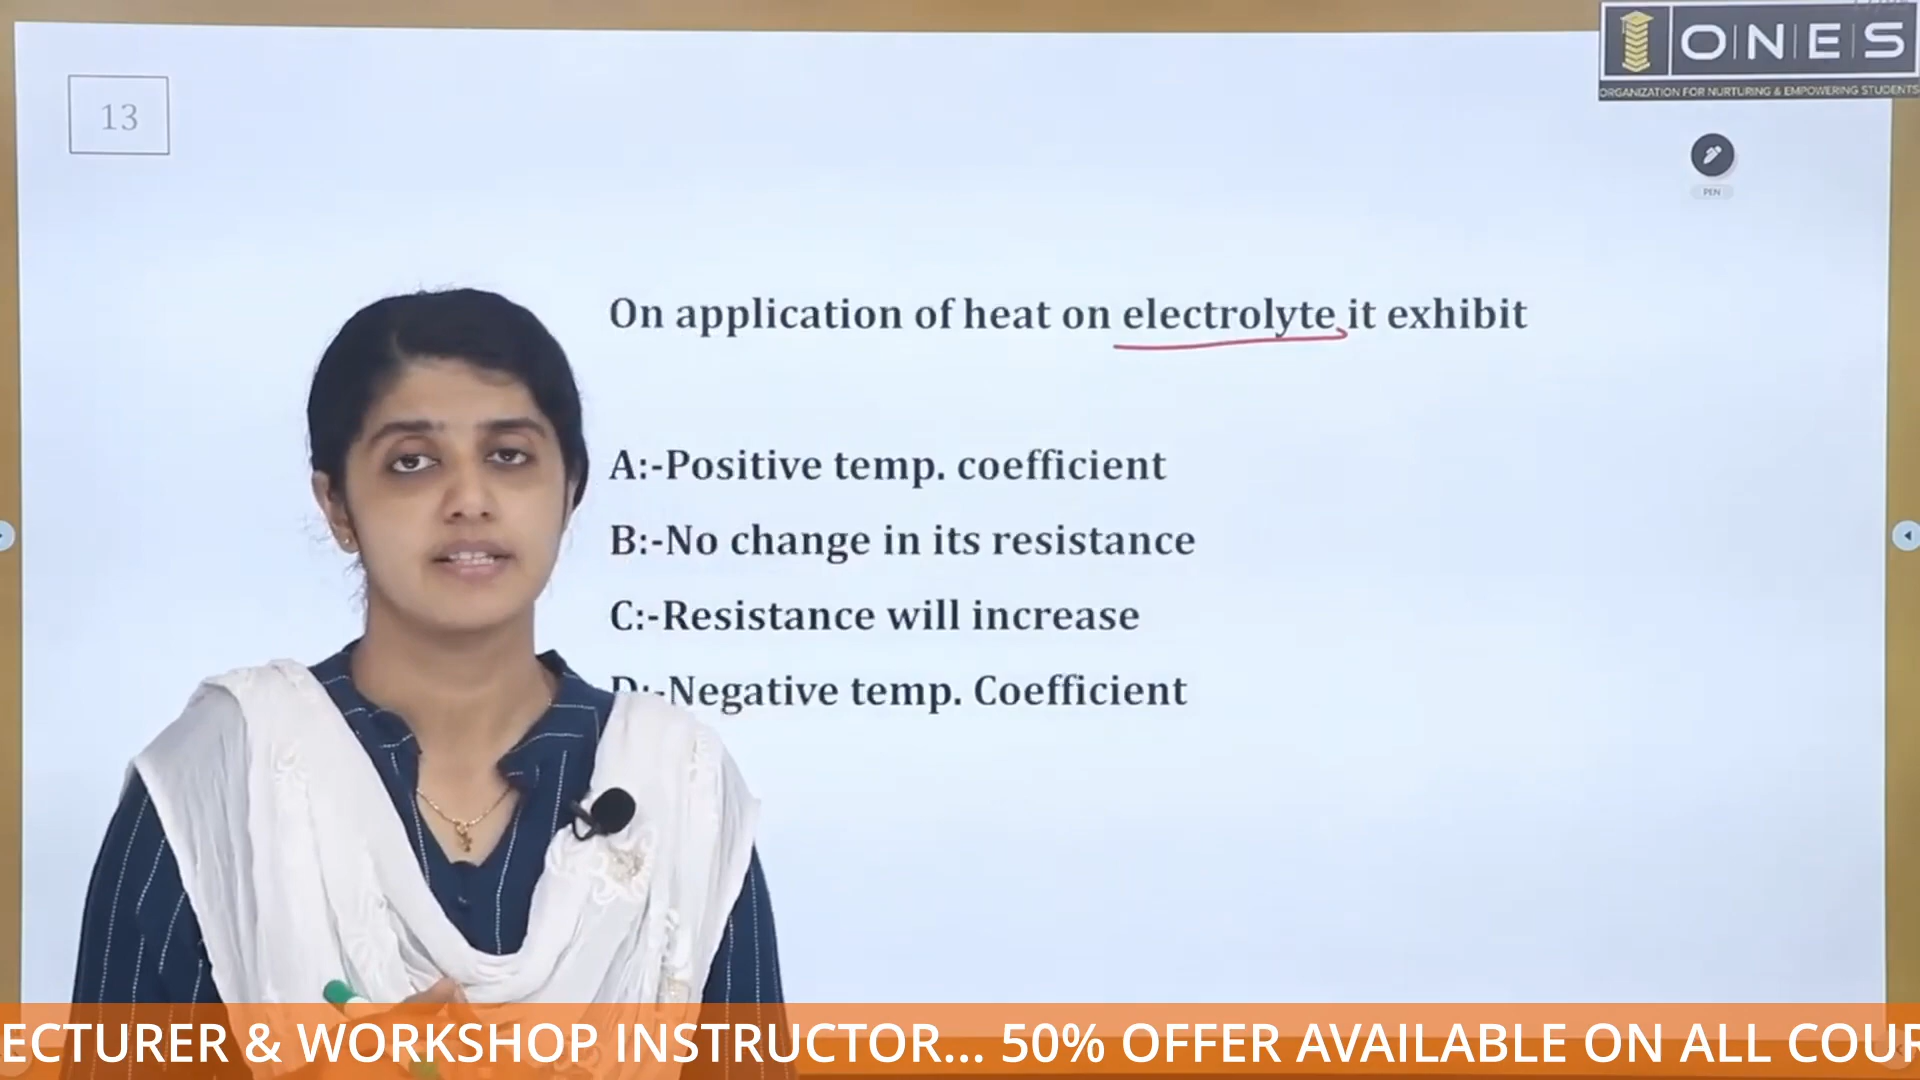 O|N|E|S
ORGANIZATION FOR NURTURING & EMPOWERING STUDENTS
13
PEN
On application of heat on electrolyte it exhibit
A:-Positive temp. coefficient
B:-No change in its resistance
C:-Resistance will increase
D:-Negative temp. Coefficient
ECTURER & WORKSHOP INSTRUCTOR... 50% OFFER AVAILABLE ON ALL COUR